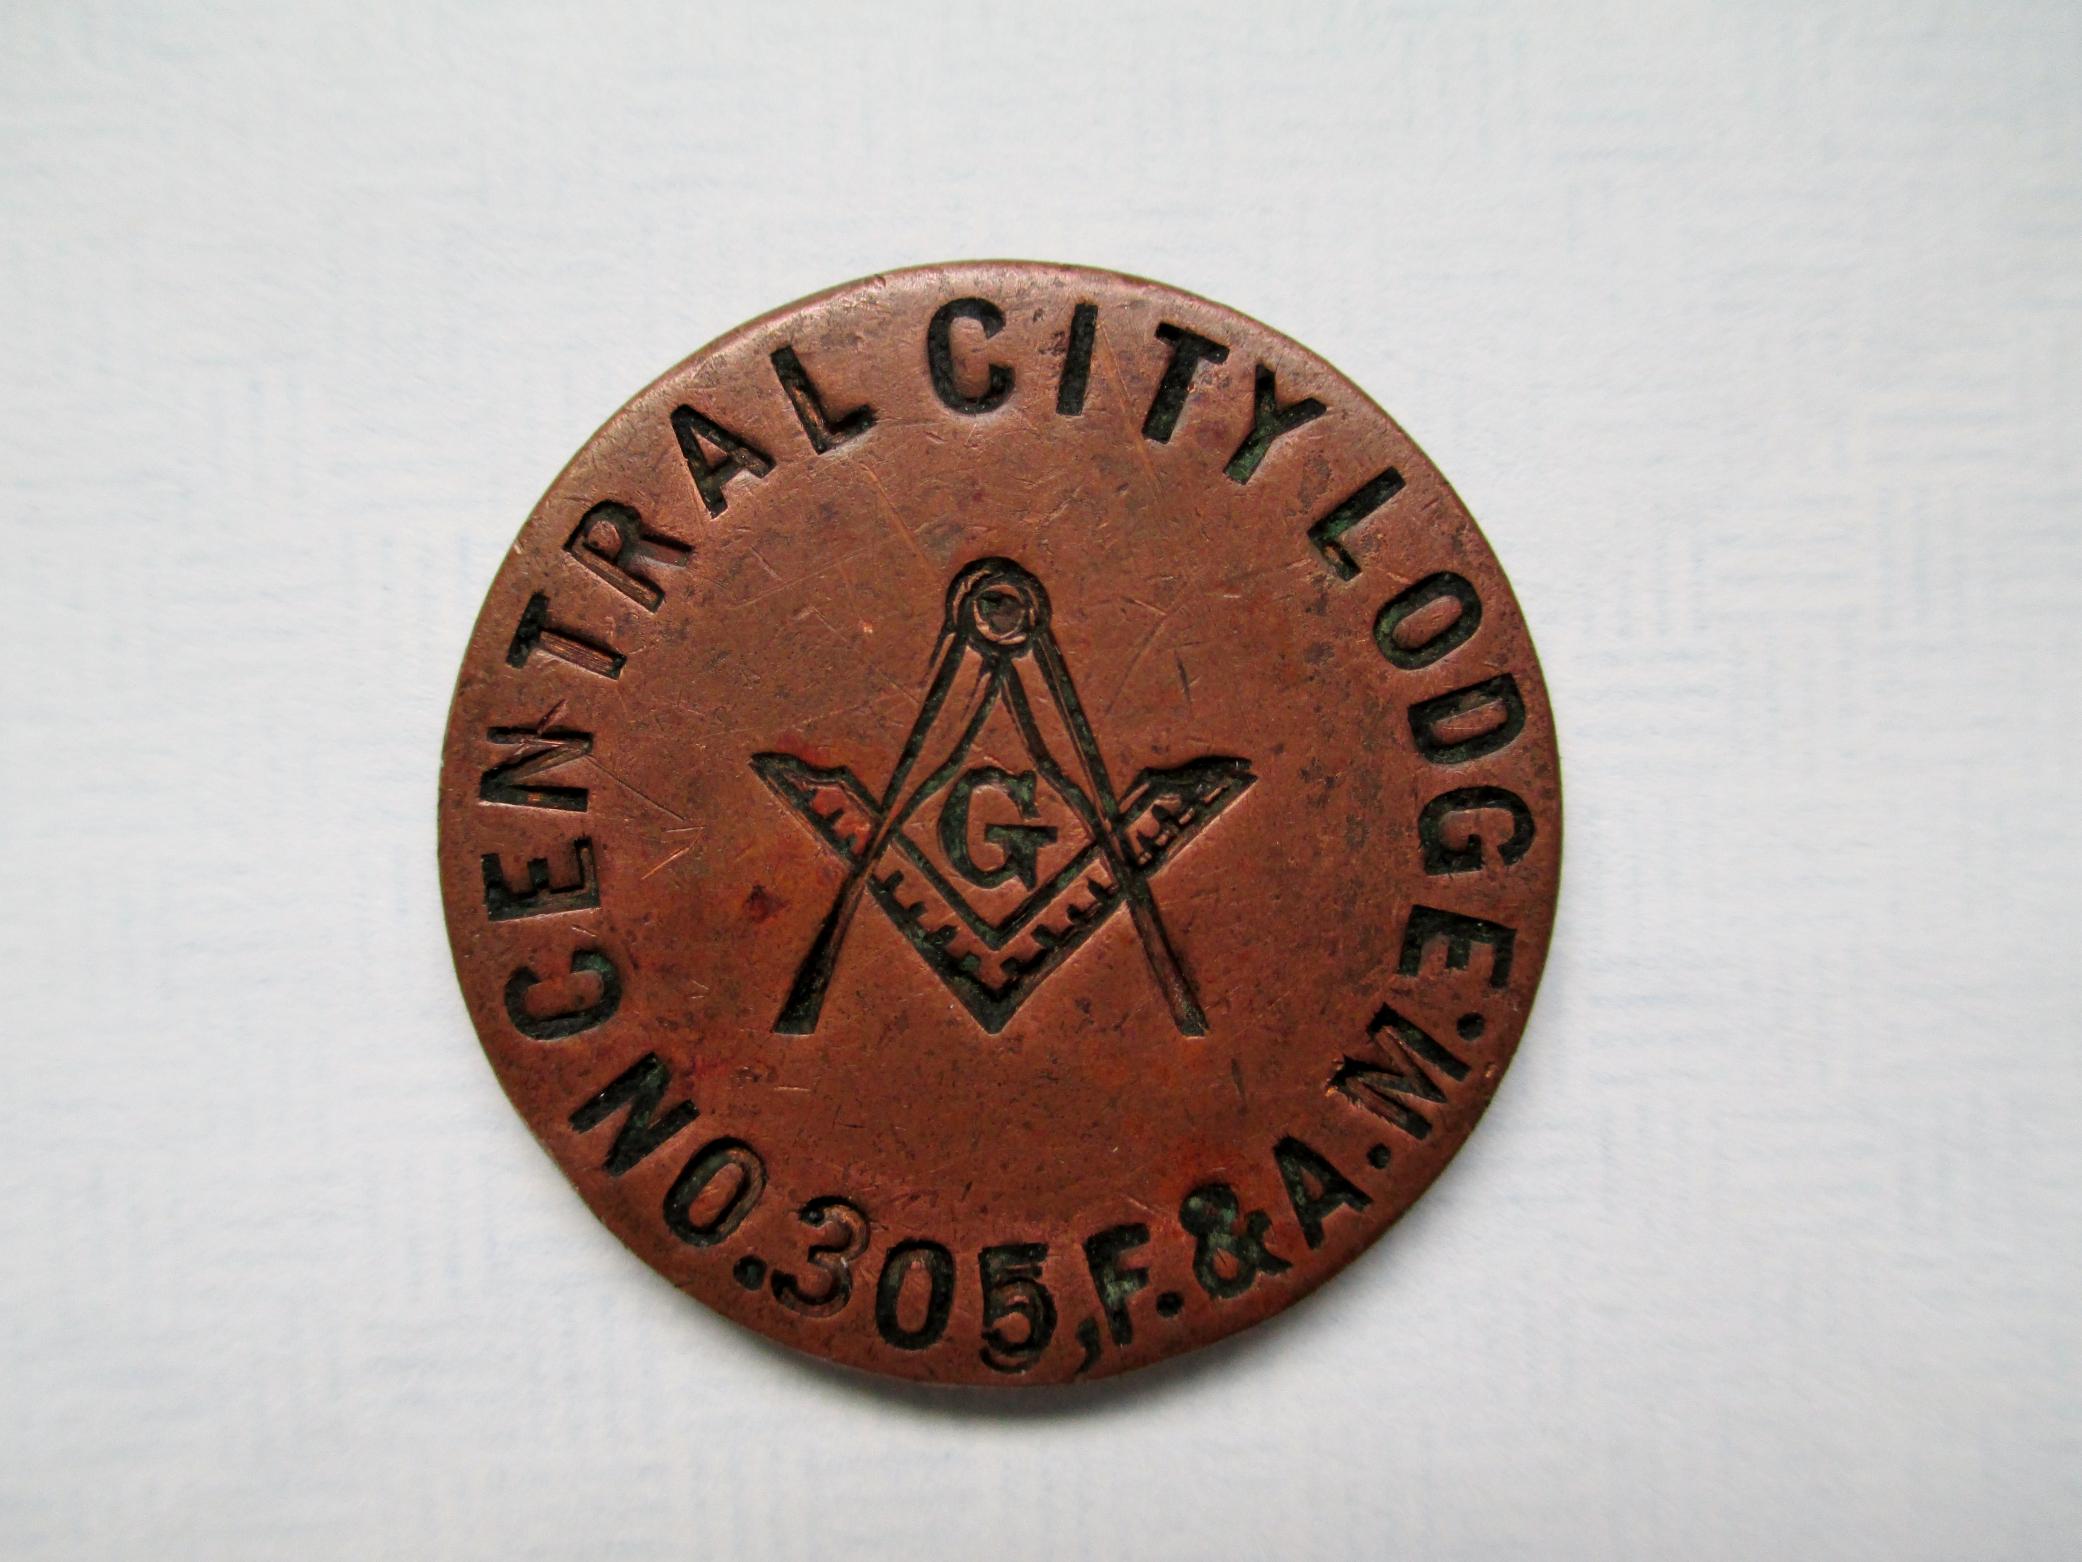 CENTRAL CITY LODGE
NO. 305, F. & A. M.
G